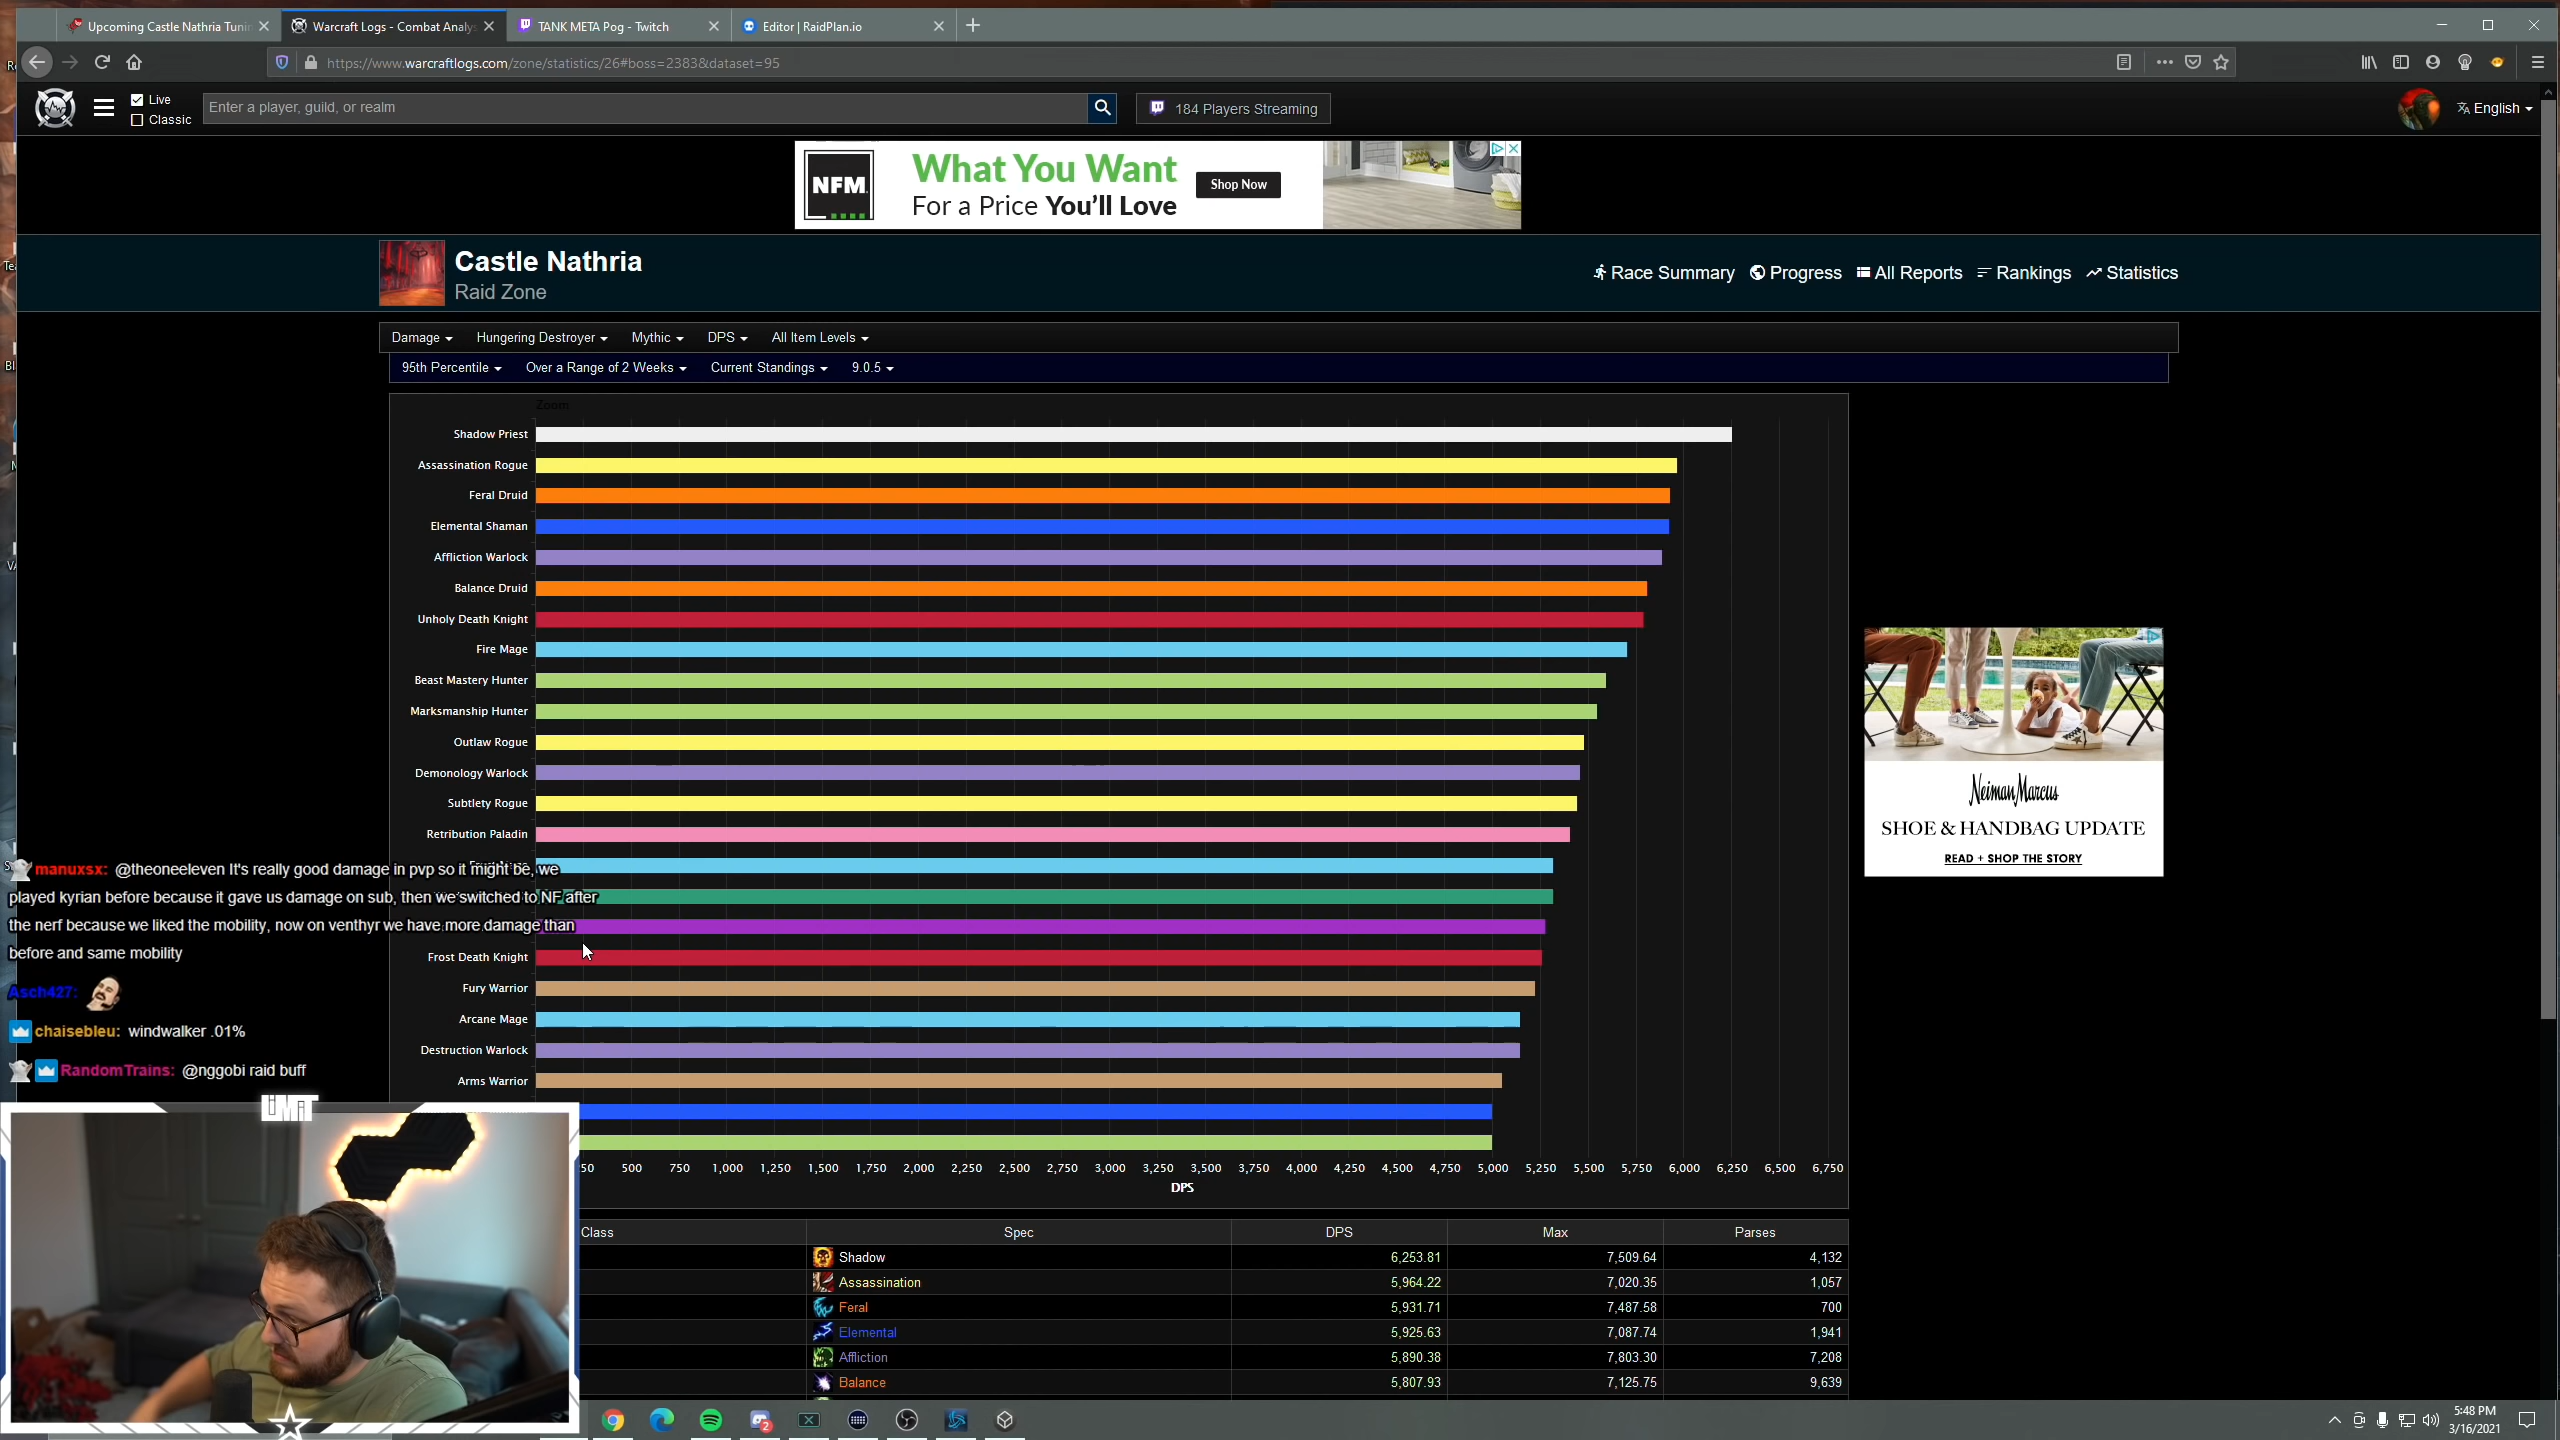 Upcoming Castle Nathria Tuni
Warcraft Logs - Combat Analys
TANK META Pog - Twitch
Editor | RaidPlan.io
https://www.warcraftlogs.com/zone/statistics/26#boss=2383&dataset=95
Live
Classic
Enter a player, guild, or realm
184 Players Streaming
English
NFM
What You Want
For a Price You'll Love
Shop Now
Castle Nathria
Raid Zone
Race Summary Progress All Reports Rankings Statistics
Damage Hungering Destroyer Mythic DPS All Item Levels
95th Percentile Over a Range of 2 Weeks Current Standings 9.0.5
Zoom
Shadow Priest
Assassination Rogue
Feral Druid
Elemental Shaman
Affliction Warlock
Balance Druid
Unholy Death Knight
Fire Mage
Beast Mastery Hunter
Marksmanship Hunter
Outlaw Rogue
Demonology Warlock
Subtlety Rogue
Retribution Paladin
Frost Death Knight
Fury Warrior
Arcane Mage
Destruction Warlock
Arms Warrior
manuxsx: @theoneeleven It's really good damage in pvp so it might be, we
played kyrian before because it gave us damage on sub, then we switched to NF after
the nerf because we liked the mobility, now on venthyr we have more damage than
before and same mobility
Asch427:
chaisebleu: windwalker .01%
RandomTrains: @nggobi raid buff
LIMIT
Neiman Marcus
SHOE & HANDBAG UPDATE
READ + SHOP THE STORY
50 500 750 1,000 1,250 1,500 1,750 2,000 2,250 2,500 2,750 3,000 3,250 3,500 3,750 4,000 4,250 4,500 4,750 5,000 5,250 5,500 5,750 6,000 6,250 6,500 6,750
DPS
Class Spec DPS Max Parses
Shadow 6,253.81 7,509.64 4,132
Assassination 5,964.22 7,020.35 1,057
Feral 5,931.71 7,487.58 700
Elemental 5,925.63 7,087.74 1,941
Affliction 5,890.38 7,803.30 7,208
Balance 5,807.93 7,125.75 9,639
2
5:48 PM
3/16/2021